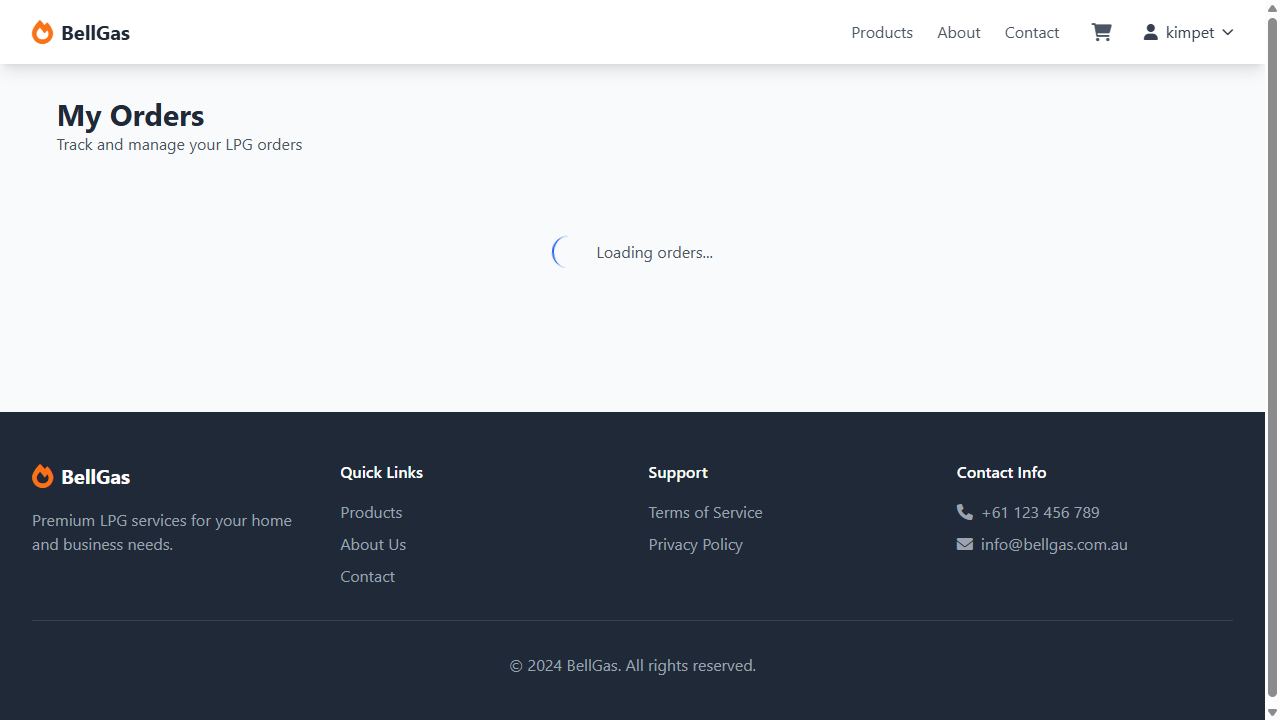 BellGas
Products
About
Contact
kimpet
My Orders
Track and manage your LPG orders
Loading orders...
BellGas
Premium LPG services for your home
and business needs.
Quick Links
Products
About Us
Contact
Support
Terms of Service
Privacy Policy
Contact Info
+61 123 456 789
info@bellgas.com.au
© 2024 BellGas. All rights reserved.